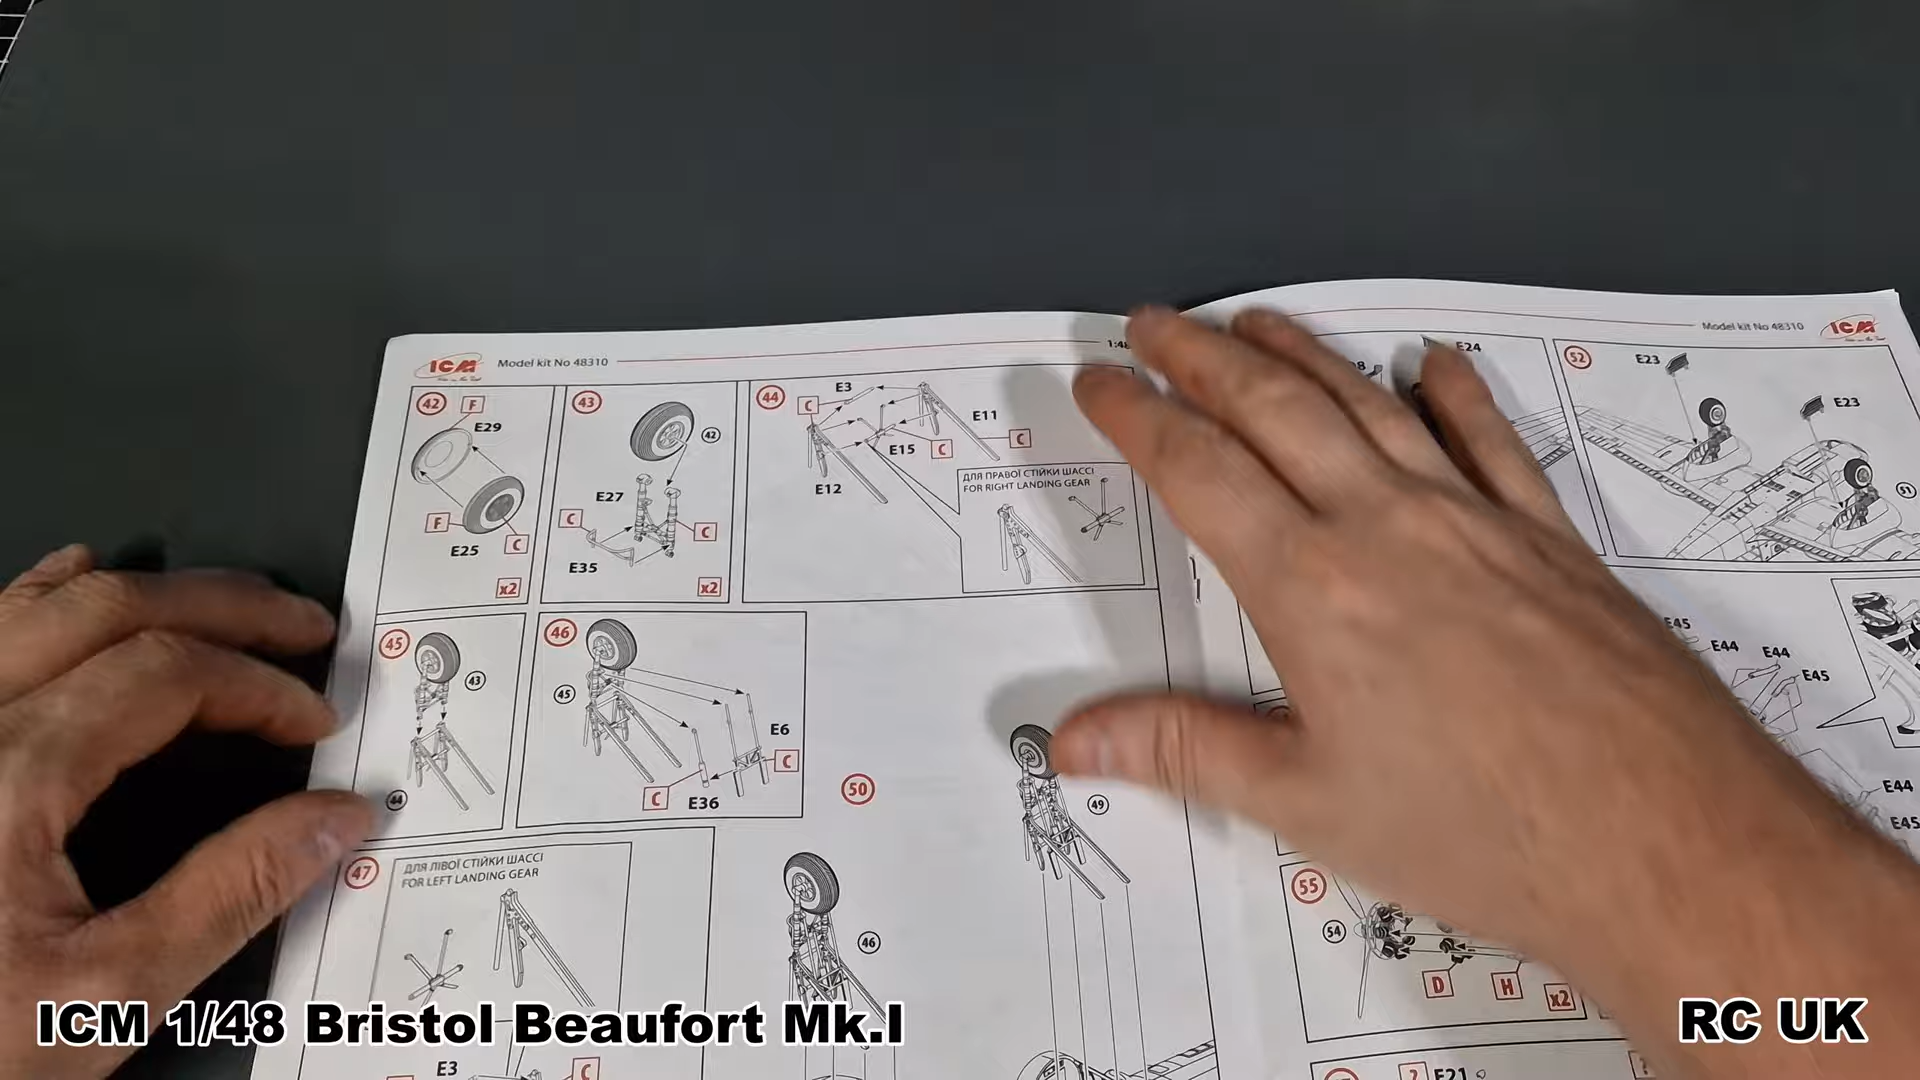 ICM
Model kit No 48310
1:48
42
F
E29
F
E25
C
x2
43
42
E27
C
C
E35
x2
44
E3
C
E11
C
E15
C
E12
ДЛЯ ПРАВОЇ СТІЙКИ ШАССІ
FOR RIGHT LANDING GEAR
45
43
44
46
45
E6
C
C
E36
47
ДЛЯ ЛІВОЇ СТІЙКИ ШАССІ
FOR LEFT LANDING GEAR
E3
C
50
49
46
Model kit No 48310
ICM
E24
52
E23
E23
51
E45
E44
E44
E45
E44
E45
55
54
D
H
x2
?
E21
ICM 1/48 Bristol Beaufort Mk.I
RC UK